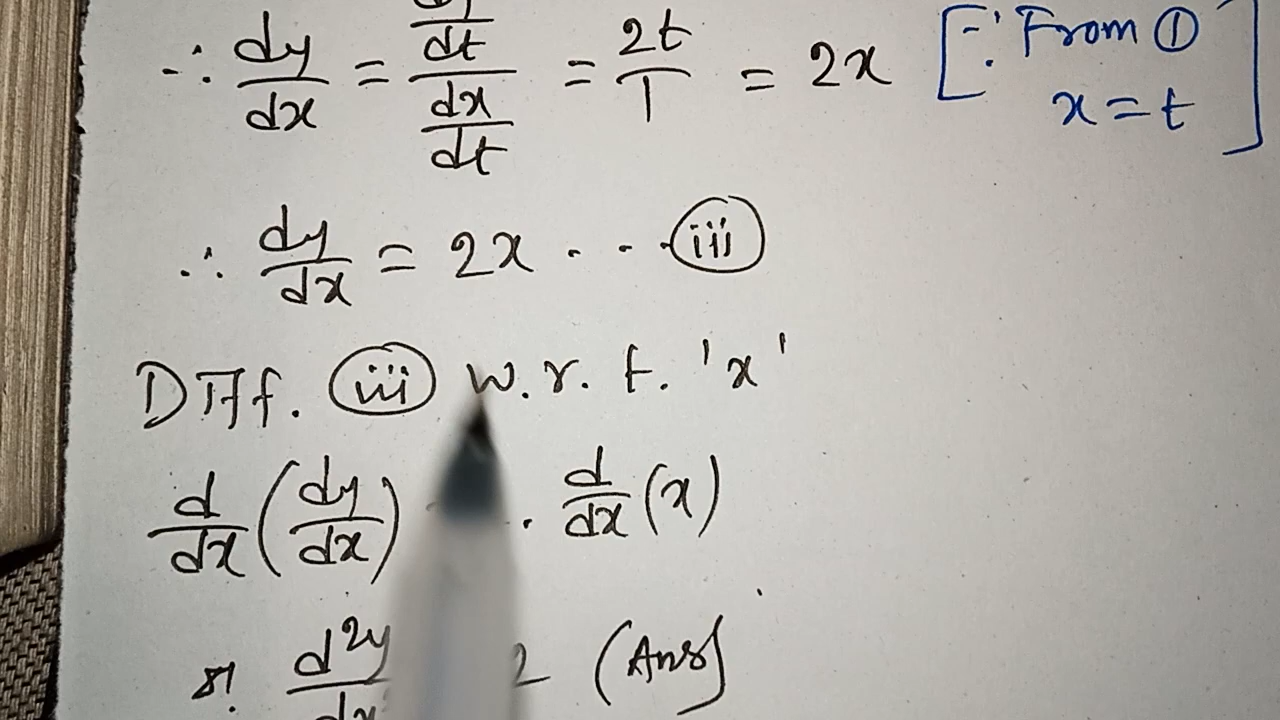 ∴ dy/dx = (dy/dt)/(dx/dt) = 2t/1 = 2x [∵ From ①
x = t]
∴ dy/dx = 2x . . . (iii)
Diff. (iii) w.r.t. 'x'
d/dx (dy/dx) . d/dx (x)
d²y/dx 2 (Ans)